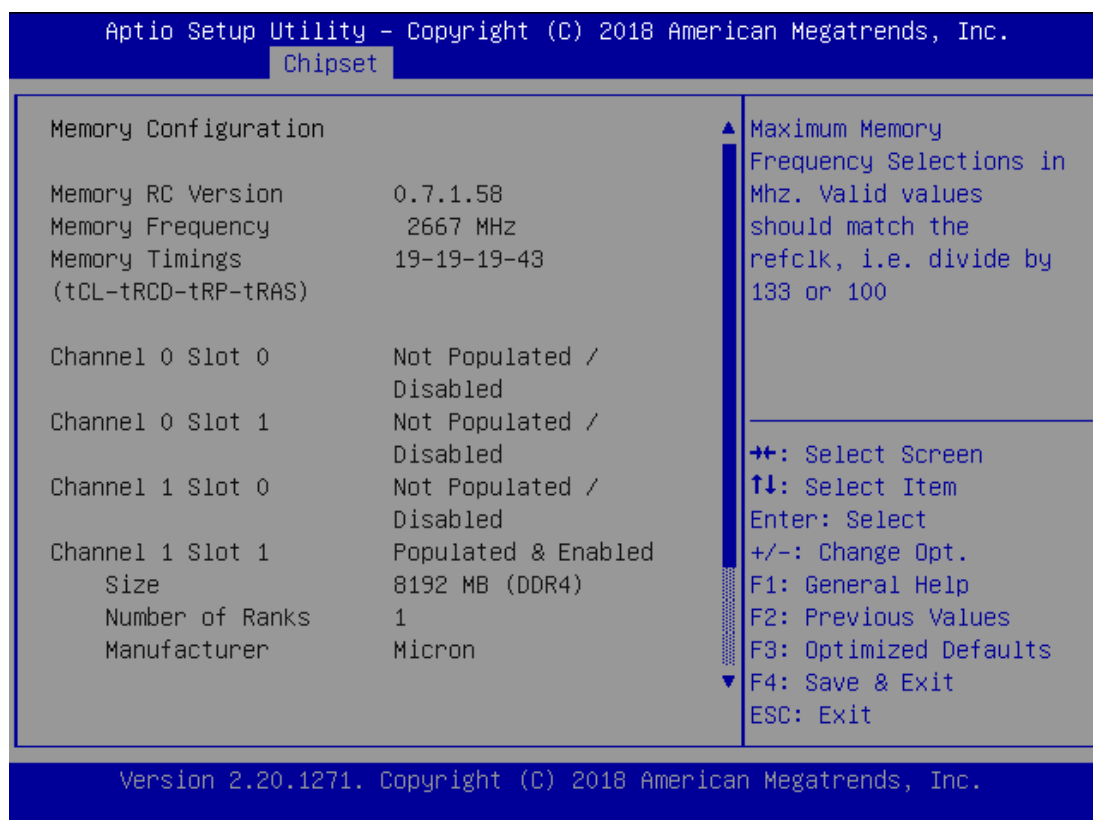 Aptio Setup Utility – Copyright (C) 2018 American Megatrends, Inc.
Chipset
Memory Configuration
Memory RC Version 0.7.1.58
Memory Frequency 2667 MHz
Memory Timings 19-19-19-43
(tCL-tRCD-tRP-tRAS)
Channel 0 Slot 0 Not Populated /
Disabled
Channel 0 Slot 1 Not Populated /
Disabled
Channel 1 Slot 0 Not Populated /
Disabled
Channel 1 Slot 1 Populated & Enabled
Size 8192 MB (DDR4)
Number of Ranks 1
Manufacturer Micron
Maximum Memory
Frequency Selections in
Mhz. Valid values
should match the
refclk, i.e. divide by
133 or 100
→←: Select Screen
↑↓: Select Item
Enter: Select
+/-: Change Opt.
F1: General Help
F2: Previous Values
F3: Optimized Defaults
F4: Save & Exit
ESC: Exit
Version 2.20.1271. Copyright (C) 2018 American Megatrends, Inc.